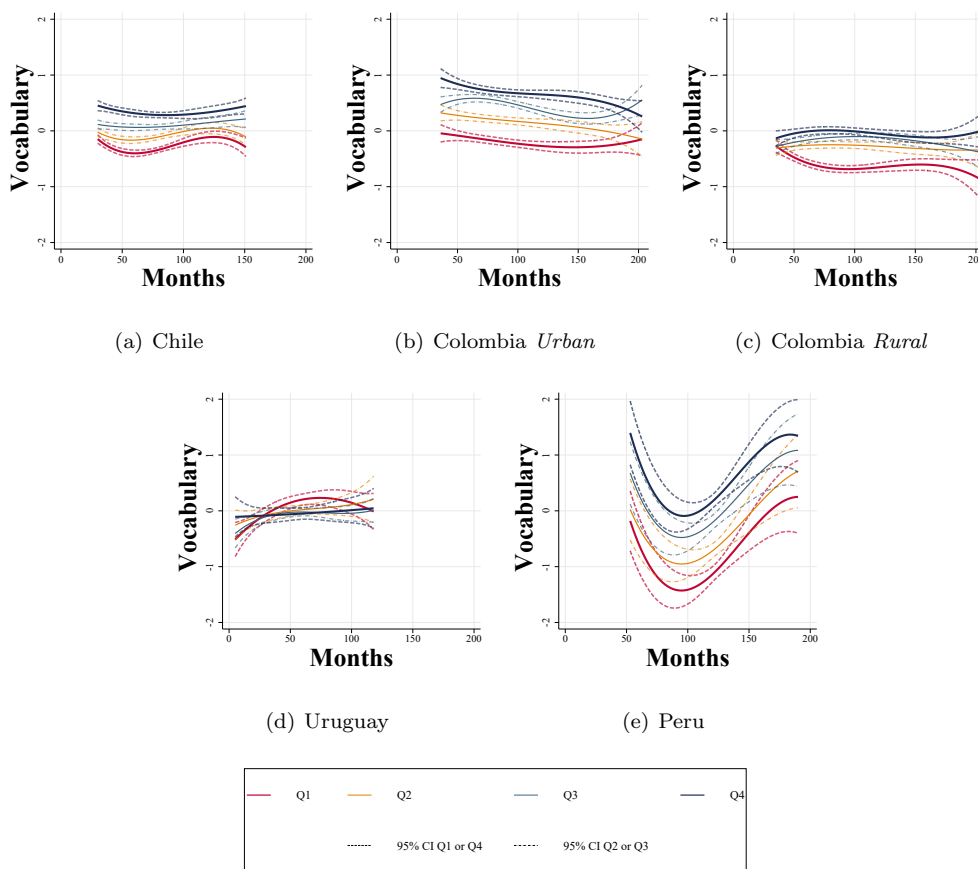 Vocabulary
-2 -1 0 1 2
0 50 100 150 200
Months
(a) Chile
Vocabulary
-2 -1 0 1 2
0 50 100 150 200
Months
(b) Colombia Urban
Vocabulary
-2 -1 0 1 2
0 50 100 150 200
Months
(c) Colombia Rural
Vocabulary
-2 -1 0 1 2
0 50 100 150 200
Months
(d) Uruguay
Vocabulary
-2 -1 0 1 2
0 50 100 150 200
Months
(e) Peru
Q1 Q2 Q3 Q4
95% CI Q1 or Q4 95% CI Q2 or Q3